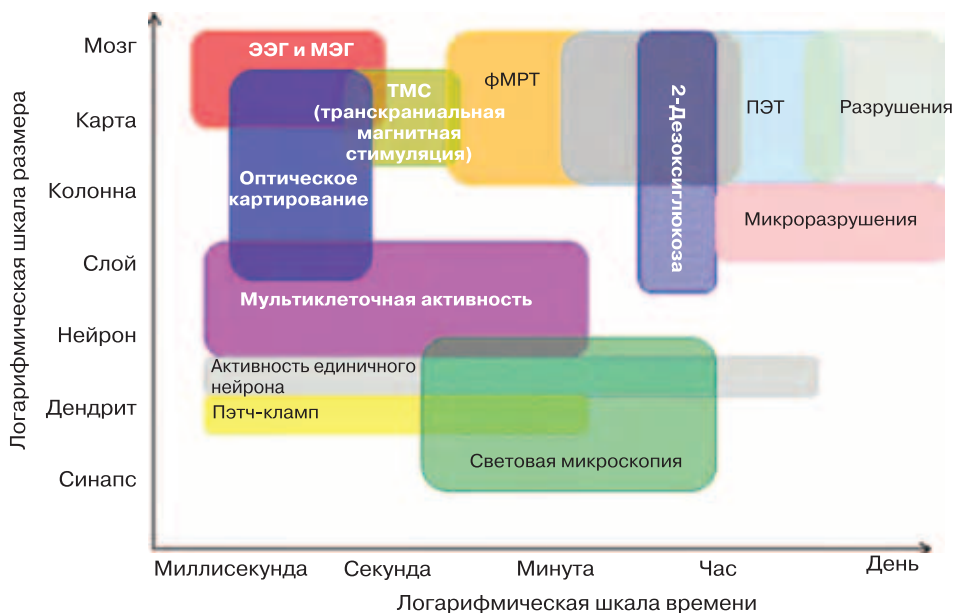 Логарифмическая шкала размера
Мозг
Карта
Колонна
Слой
Нейрон
Дендрит
Синапс
ЭЭГ и МЭГ
ТМС
(транскраниальная
магнитная
стимуляция)
фМРТ
2-Дезоксиглюкоза
ПЭТ
Разрушения
Оптическое
картирование
Микроразрушения
Мультиклеточная активность
Активность единичного
нейрона
Пэтч-кламп
Световая микроскопия
Миллисекунда
Секунда
Минута
Час
День
Логарифмическая шкала времени